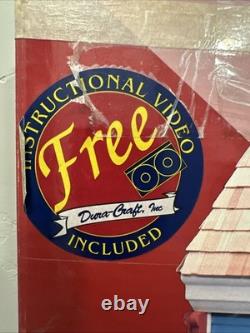 INSTRUCTIONAL VIDEO
Free
Dura-Craft, Inc
INCLUDED
ebay